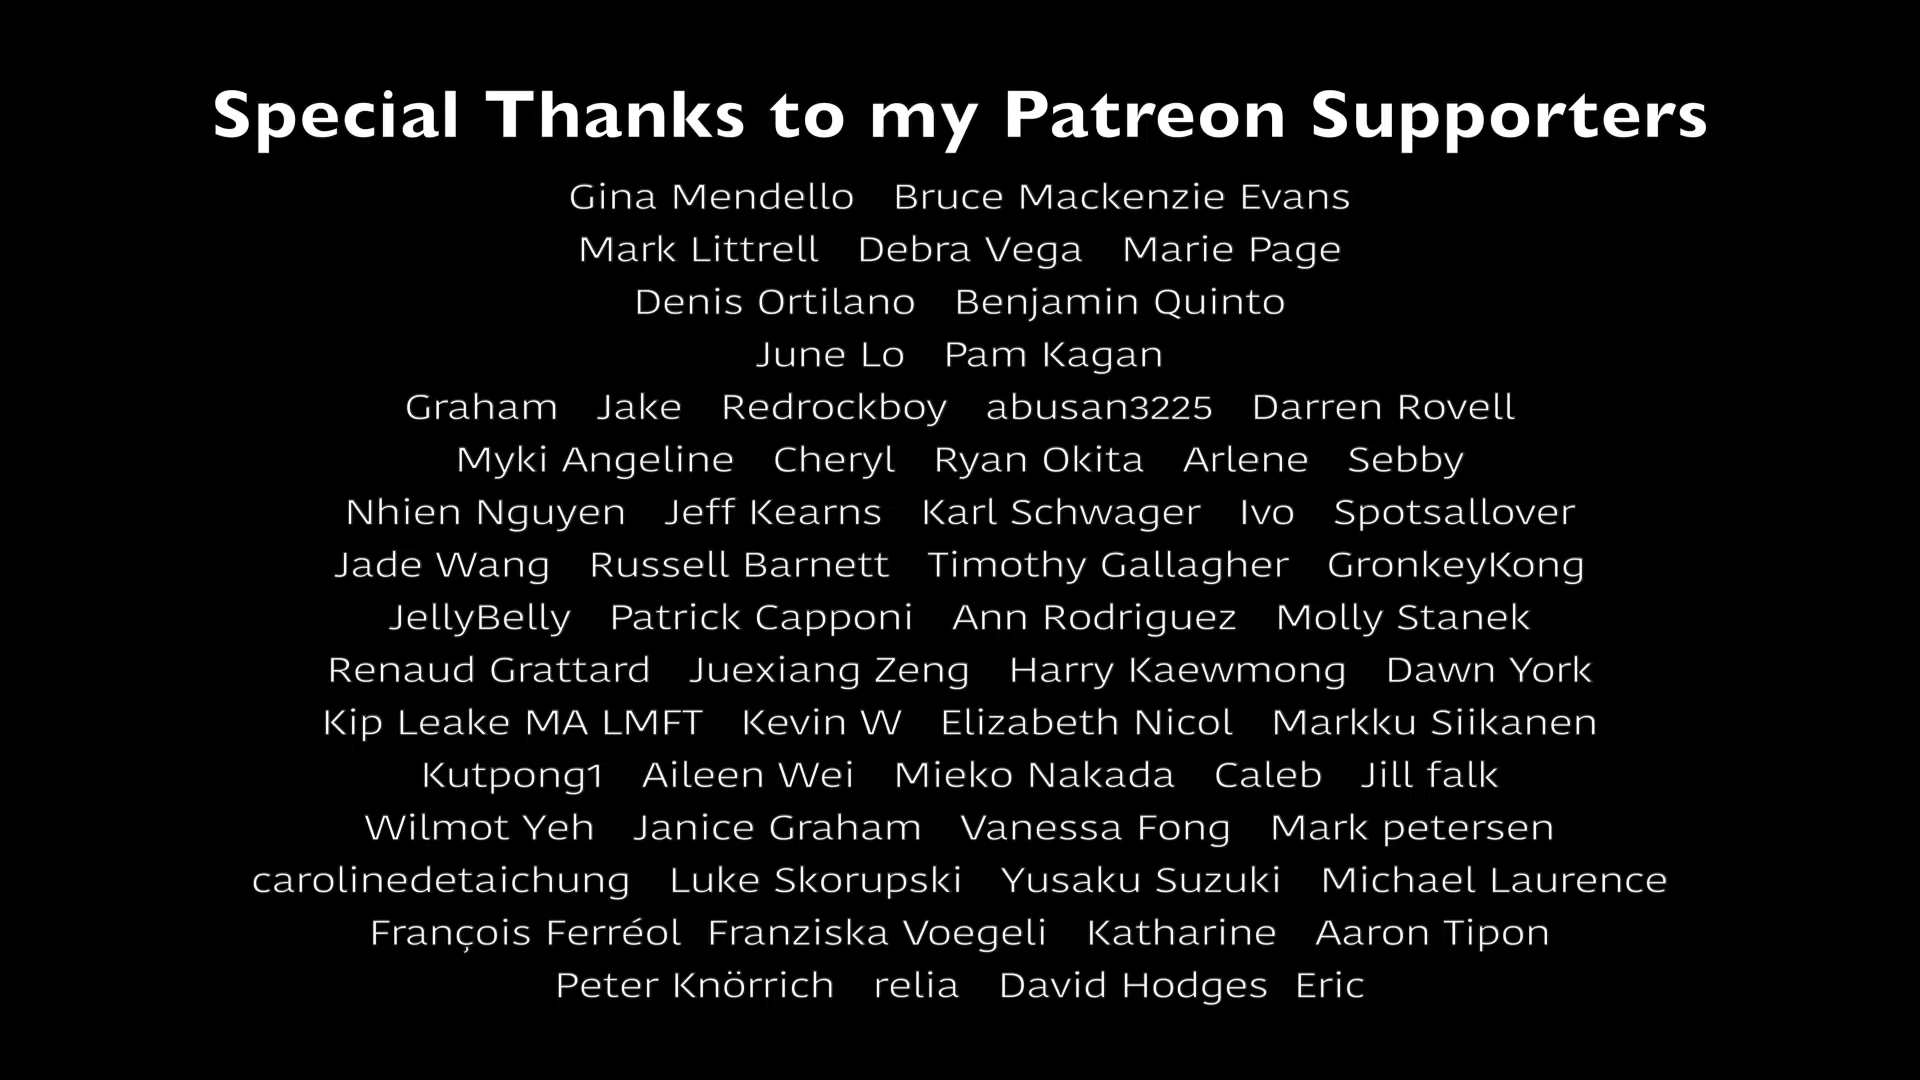 Special Thanks to my Patreon Supporters
Gina Mendello Bruce Mackenzie Evans
Mark Littrell Debra Vega Marie Page
Denis Ortilano Benjamin Quinto
June Lo Pam Kagan
Graham Jake Redrockboy abusan3225 Darren Rovell
Myki Angeline Cheryl Ryan Okita Arlene Sebby
Nhien Nguyen Jeff Kearns Karl Schwager Ivo Spotsallover
Jade Wang Russell Barnett Timothy Gallagher GronkeyKong
JellyBelly Patrick Capponi Ann Rodriguez Molly Stanek
Renaud Grattard Juexiang Zeng Harry Kaewmong Dawn York
Kip Leake MA LMFT Kevin W Elizabeth Nicol Markku Siikanen
Kutpong1 Aileen Wei Mieko Nakada Caleb Jill falk
Wilmot Yeh Janice Graham Vanessa Fong Mark petersen
carolinedetaichung Luke Skorupski Yusaku Suzuki Michael Laurence
François Ferréol Franziska Voegeli Katharine Aaron Tipon
Peter Knörrich relia David Hodges Eric